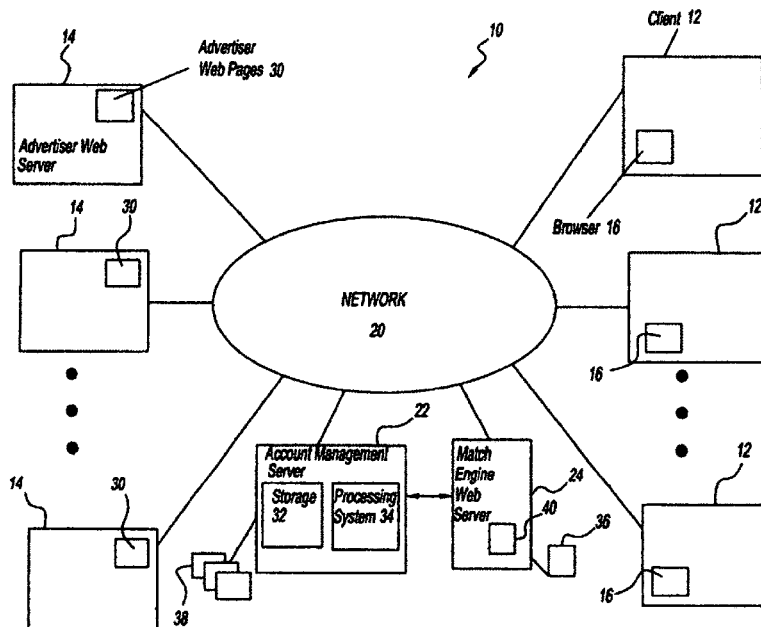 14
Advertiser
Web Pages 30
10
Client 12
Advertiser Web
Server
Browser 16
14
30
12
NETWORK
20
16
22
Account Management
Server
Storage
32
Processing
System 34
Match
Engine
Web
Server
24
40
36
38
14
30
12
16